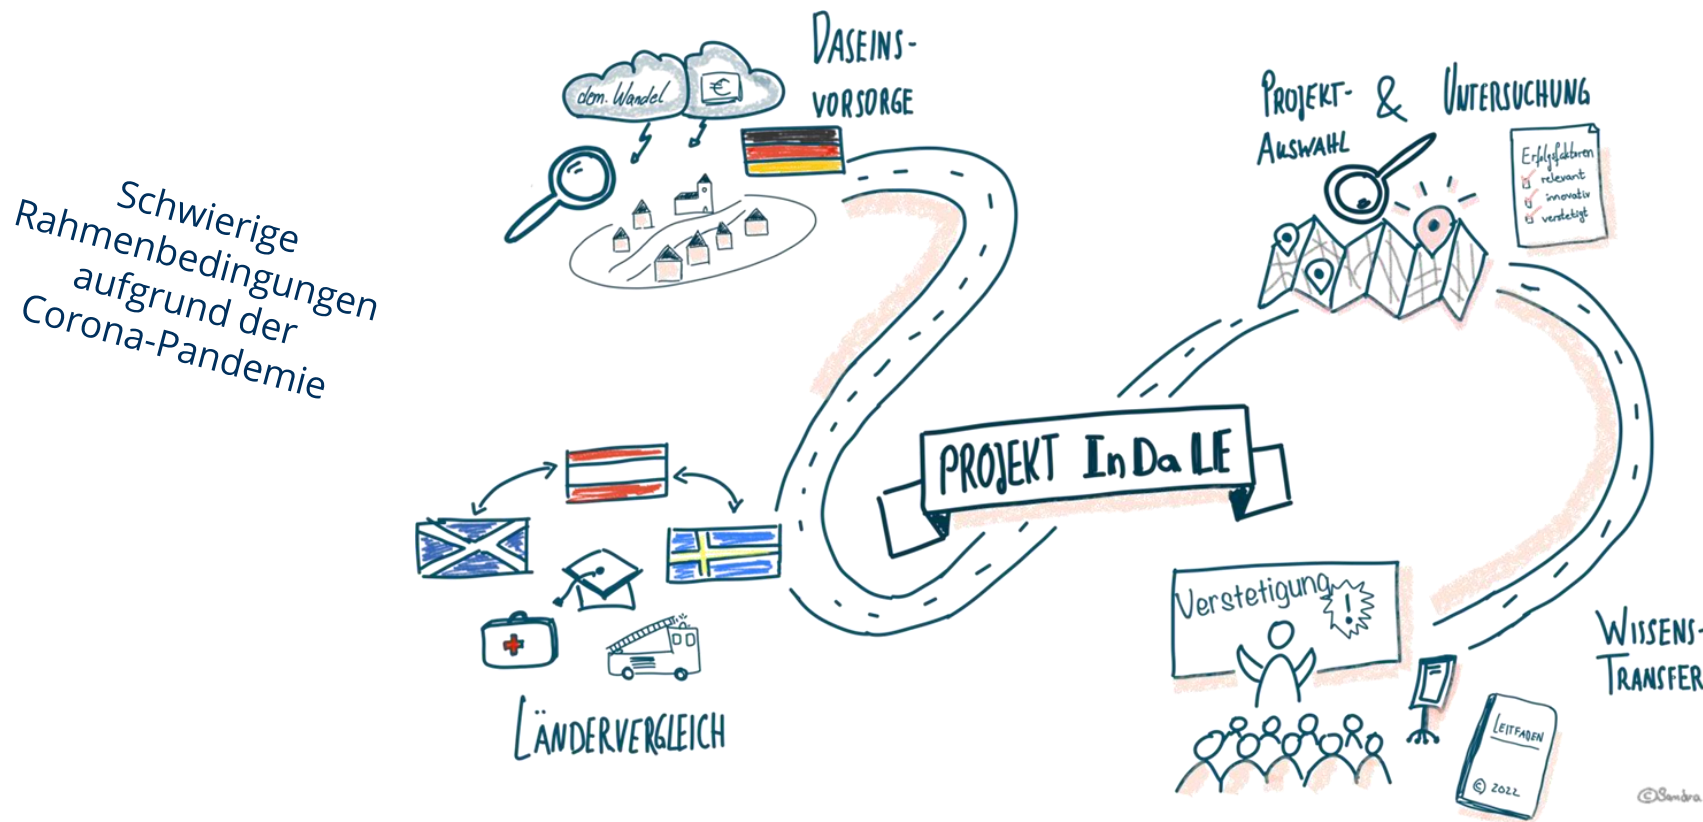 DASEINS-
VORSORGE
dem. Wandel
€
Schwierige
Rahmenbedingungen
aufgrund der
Corona-Pandemie
PROJEKT-
AUSWAHL
& UNTERSUCHUNG
Erfolgsfaktoren
relevant
innovativ
verstetigt
PROJEKT InDaLE
LÄNDERVERGLEICH
Verstetigung !
WISSENS-
TRANSFER
LEITFADEN
© 2022
©Sandra